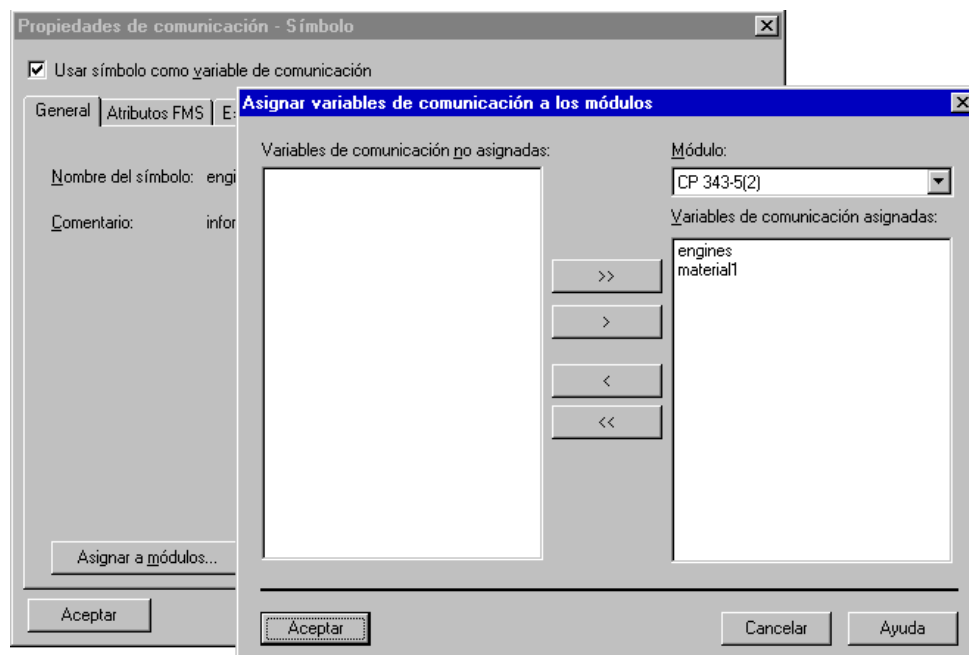 Propiedades de comunicación - Símbolo
Usar símbolo como variable de comunicación
General
Atributos FMS
Nombre del símbolo: engi
Comentario: infor
Asignar a módulos...
Aceptar
Asignar variables de comunicación a los módulos
Variables de comunicación no asignadas:
Módulo:
CP 343-5(2)
Variables de comunicación asignadas:
engines
material1
>>
>
<
<<
Aceptar
Cancelar
Ayuda